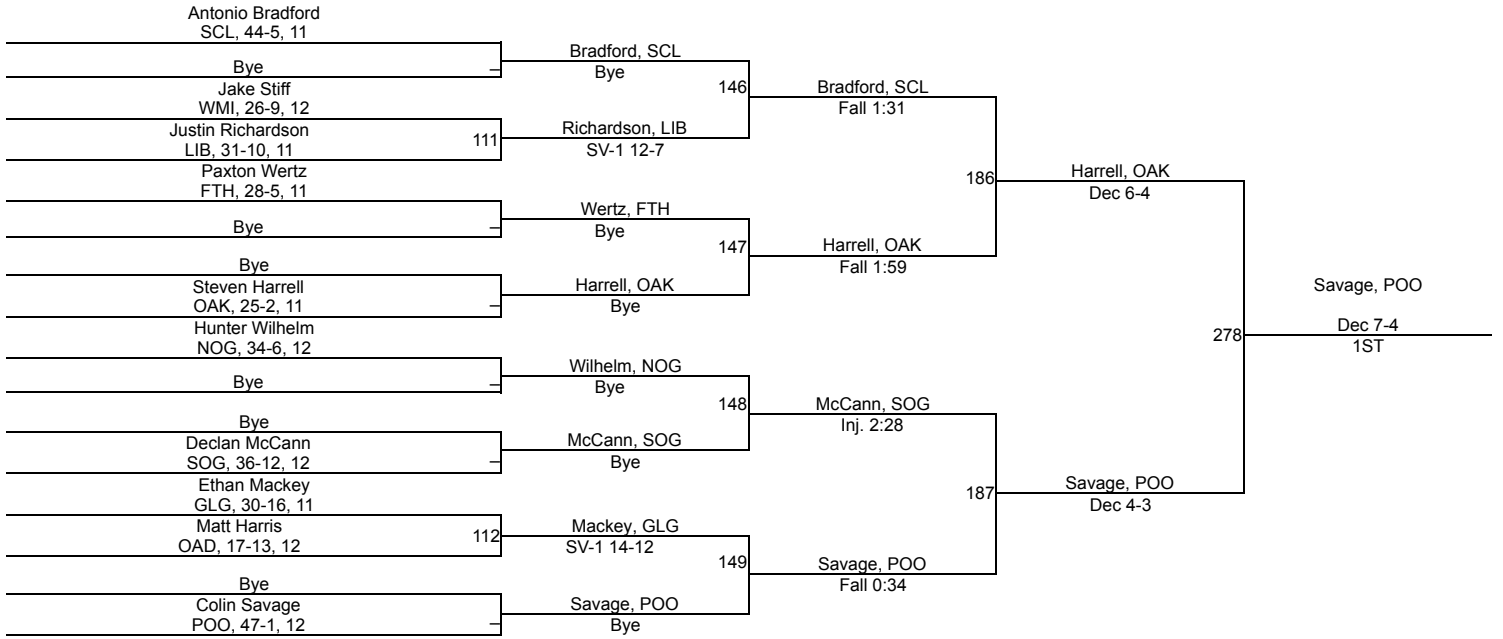 Antonio Bradford
SCL, 44-5, 11
Bye
–
Jake Stiff
WMI, 26-9, 12
Justin Richardson
LIB, 31-10, 11
111
Paxton Wertz
FTH, 28-5, 11
Bye
–
Bye
Steven Harrell
OAK, 25-2, 11
–
Hunter Wilhelm
NOG, 34-6, 12
Bye
–
Bye
Declan McCann
SOG, 36-12, 12
–
Ethan Mackey
GLG, 30-16, 11
Matt Harris
OAD, 17-13, 12
112
Bye
Colin Savage
POO, 47-1, 12
–
Bradford, SCL
Bye
146
Richardson, LIB
SV-1 12-7
Wertz, FTH
Bye
147
Harrell, OAK
Bye
Wilhelm, NOG
Bye
148
McCann, SOG
Bye
Mackey, GLG
SV-1 14-12
149
Savage, POO
Bye
Bradford, SCL
Fall 1:31
186
Harrell, OAK
Fall 1:59
McCann, SOG
Inj. 2:28
187
Savage, POO
Fall 0:34
Harrell, OAK
Dec 6-4
278
Savage, POO
Dec 4-3
Savage, POO
Dec 7-4
1ST